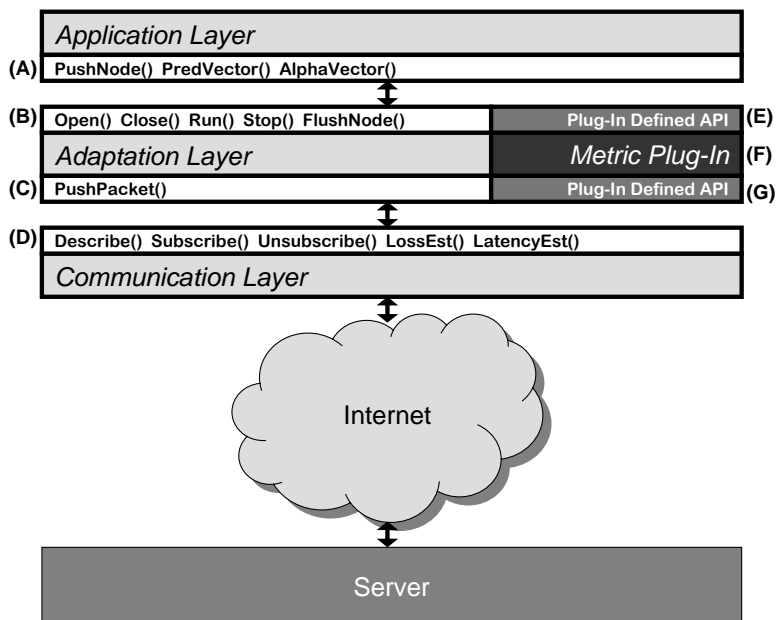 Application Layer
(A) PushNode() PredVector() AlphaVector()
(B) Open() Close() Run() Stop() FlushNode() Plug-In Defined API (E)
Adaptation Layer Metric Plug-In (F)
(C) PushPacket() Plug-In Defined API (G)
(D) Describe() Subscribe() Unsubscribe() LossEst() LatencyEst()
Communication Layer
Internet
Server